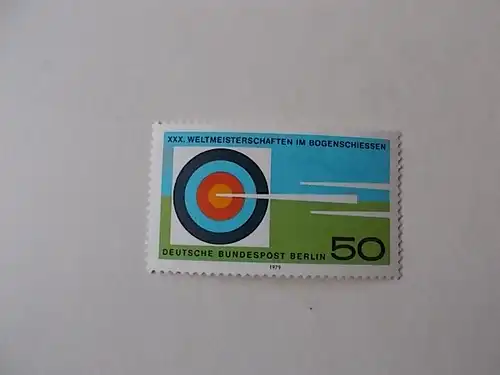 XXX. WELTMEISTERSCHAFTEN IM BOGENSCHIESSEN
DEUTSCHE BUNDESPOST BERLIN 50
1979